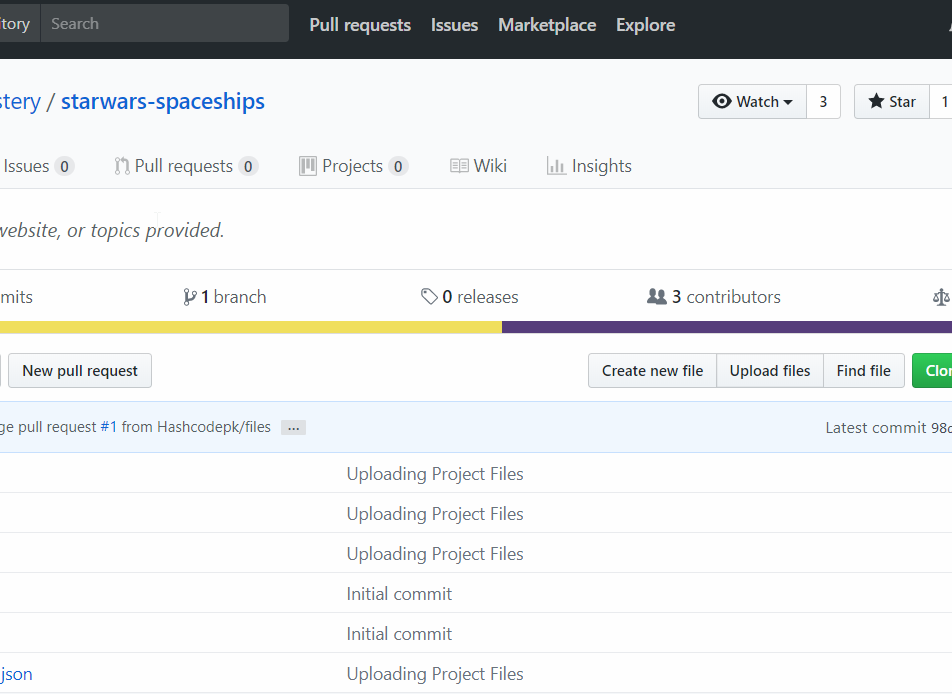 tory Search Pull requests Issues Marketplace Explore
stery / starwars-spaceships Watch 3 Star 1
Issues 0 Pull requests 0 Projects 0 Wiki Insights
website, or topics provided.
mits 1 branch 0 releases 3 contributors
New pull request Create new file Upload files Find file Clon
ge pull request #1 from Hashcodepk/files ... Latest commit 98c
Uploading Project Files
Uploading Project Files
Uploading Project Files
Initial commit
Initial commit
json Uploading Project Files